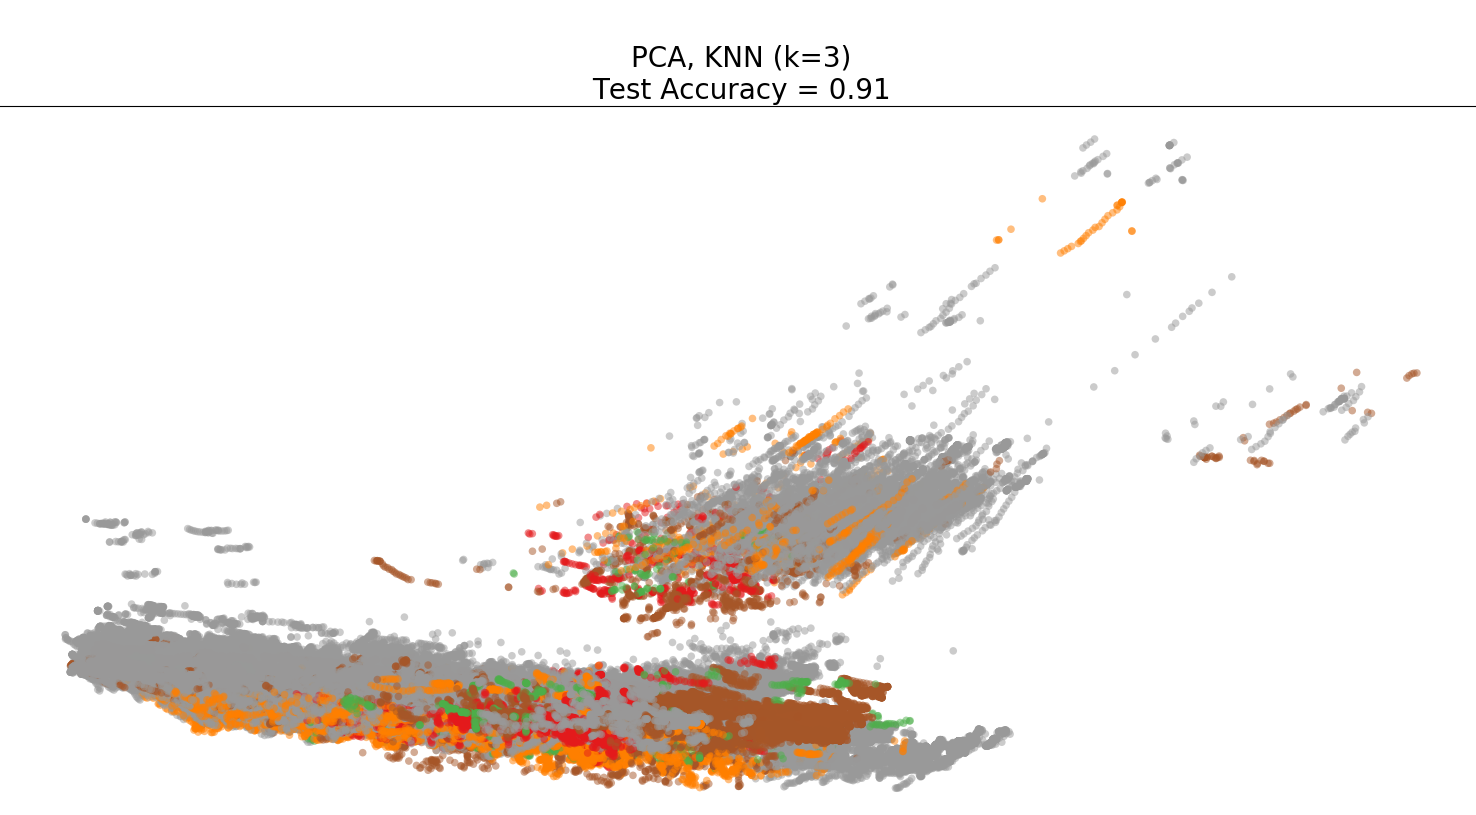 PCA, KNN (k=3)
Test Accuracy = 0.91